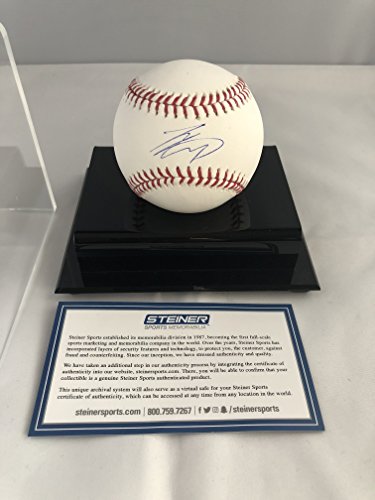 STEINER
SPORTS MEMORABILIA
Steiner Sports established its memorabilia division in 1987, becoming the first full-scale
sports marketing and memorabilia company in the world. Over the years, Steiner Sports has
incorporated layers of security features and technology, to protect you, the customer, against
fraud and counterfeiting. Since our inception, we have stressed authenticity and quality.
We have taken an additional step in our authenticity process by integrating the certificate of
authenticity into our website, steinersports.com. There, you will be able to confirm that your
collectible is a genuine Steiner Sports authenticated product.
This unique archival system will also serve as a virtual safe for your Steiner Sports
certificate of authenticity, which can be accessed at any time from any location in the world.
steinersports.com | 800.759.7267 | steinersports